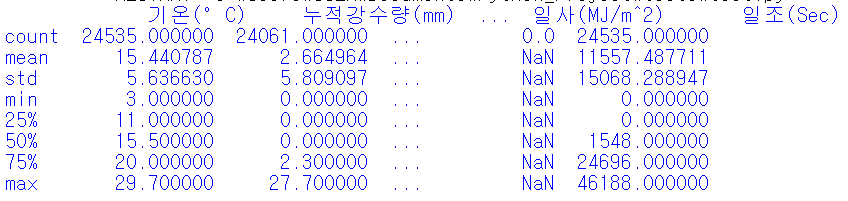 기온(° C)    누적강수량(mm)  ...  일사(MJ/m^2)      일조(Sec)
count  24535.000000  24061.000000  ...           0.0  24535.000000
mean      15.440787      2.664964  ...           NaN  11557.487711
std        5.636630      5.809097  ...           NaN  15068.288947
min        3.000000      0.000000  ...           NaN      0.000000
25%       11.000000      0.000000  ...           NaN      0.000000
50%       15.500000      0.000000  ...           NaN   1548.000000
75%       20.000000      2.300000  ...           NaN  24696.000000
max       29.700000     27.700000  ...           NaN  46188.000000